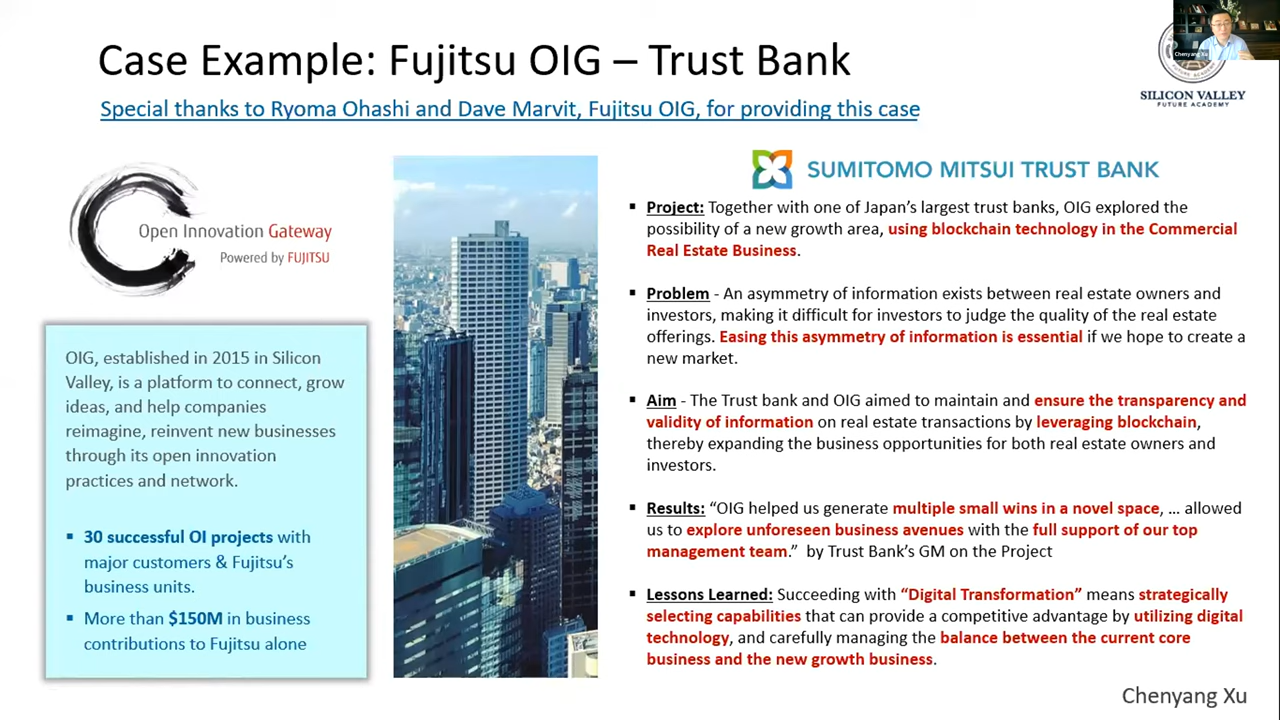 Case Example: Fujitsu OIG – Trust Bank
Special thanks to Ryoma Ohashi and Dave Marvit, Fujitsu OIG, for providing this case
Chenyang Xu
SILICON VALLEY
FUTURE ACADEMY
Open Innovation Gateway
Powered by FUJITSU
OIG, established in 2015 in Silicon
Valley, is a platform to connect, grow
ideas, and help companies
reimagine, reinvent new businesses
through its open innovation
practices and network.
▪ 30 successful OI projects with
major customers & Fujitsu's
business units.
▪ More than $150M in business
contributions to Fujitsu alone
SUMITOMO MITSUI TRUST BANK
▪ Project: Together with one of Japan's largest trust banks, OIG explored the
possibility of a new growth area, using blockchain technology in the Commercial
Real Estate Business.
▪ Problem - An asymmetry of information exists between real estate owners and
investors, making it difficult for investors to judge the quality of the real estate
offerings. Easing this asymmetry of information is essential if we hope to create a
new market.
▪ Aim - The Trust bank and OIG aimed to maintain and ensure the transparency and
validity of information on real estate transactions by leveraging blockchain,
thereby expanding the business opportunities for both real estate owners and
investors.
▪ Results: “OIG helped us generate multiple small wins in a novel space, … allowed
us to explore unforeseen business avenues with the full support of our top
management team.” by Trust Bank's GM on the Project
▪ Lessons Learned: Succeeding with “Digital Transformation” means strategically
selecting capabilities that can provide a competitive advantage by utilizing digital
technology, and carefully managing the balance between the current core
business and the new growth business.
Chenyang Xu